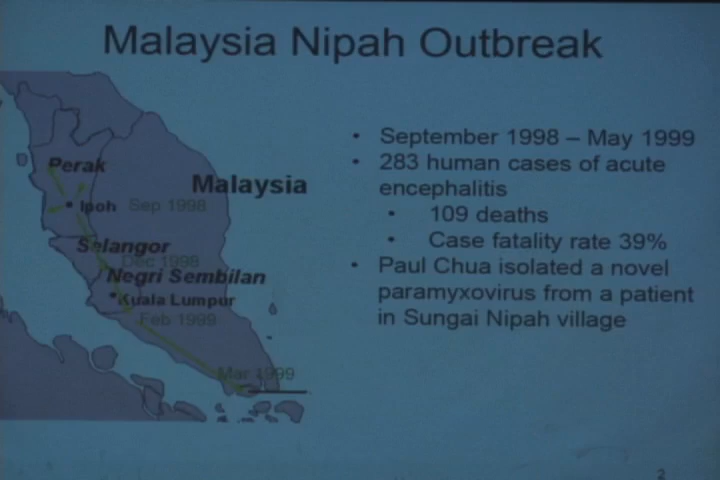 Malaysia Nipah Outbreak
Perak
Malaysia
Ipoh
Sep 1998
Selangor
Dec 1998
Negri Sembilan
Kuala Lumpur
Feb 1999
Mar 1999
• September 1998 – May 1999
• 283 human cases of acute
encephalitis
• 109 deaths
• Case fatality rate 39%
• Paul Chua isolated a novel
paramyxovirus from a patient
in Sungai Nipah village
2